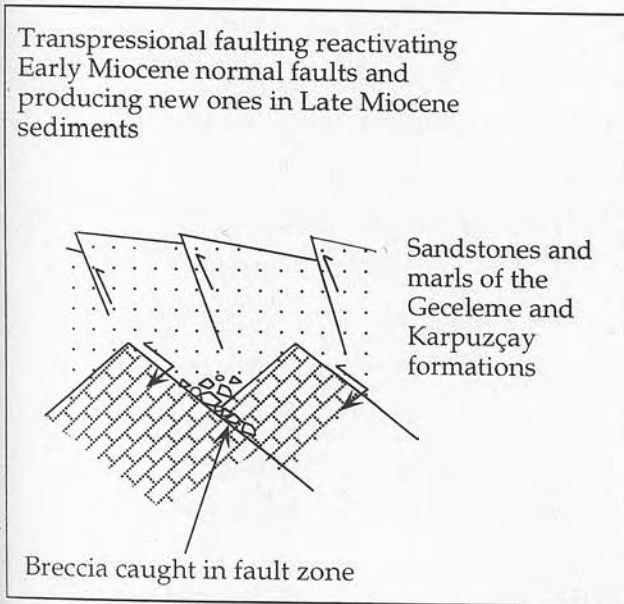 Transpressional faulting reactivating
Early Miocene normal faults and
producing new ones in Late Miocene
sediments
Sandstones and
marls of the
Geceleme and
Karpuzçay
formations
Breccia caught in fault zone